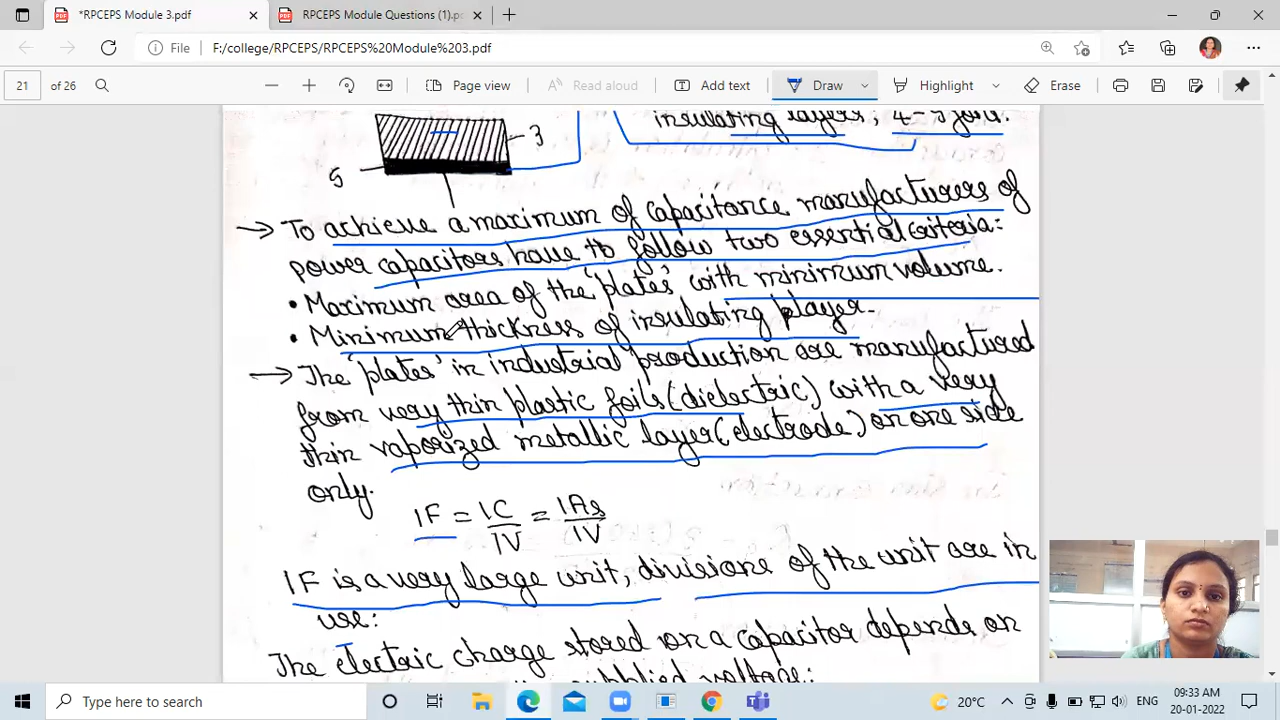 *RPCEPS Module 3.pdf
RPCEPS Module Questions (1).pd
File
F:/college/RPCEPS/RPCEPS%20Module%203.pdf
21 of 26
Page view
Read aloud
Add text
Draw
Highlight
Erase
insulating layers, 4-5
3
5
→ To achieve a maximum of capacitance manufacturers of
power capacitors have to follow two essential criteria:
• Maximum area of the 'plates' with minimum volume.
• Minimum thickness of insulating player.
→ The 'plates' in industrial production are manufactured
from very thin plastic foils (dielectric) with a very
thin vaporized metallic layer (electrode) on one side
only.
1F = 1C/1V = 1As/1V
1F is a very large unit, divisions of the unit are in
use:
The electric charge stored on a capacitor depends on
supplied voltage:
Type here to search
20°C
ENG
09:33 AM
20-01-2022